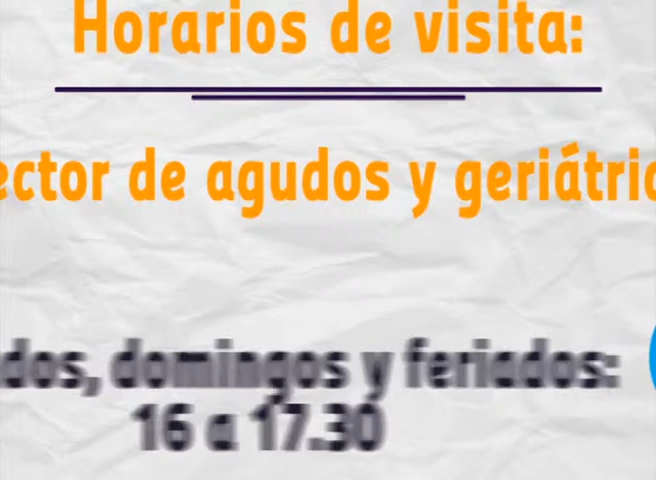 Horarios de visita:
ector de agudos y geriátric
dos, domingos y feriados:
16 a 17.30